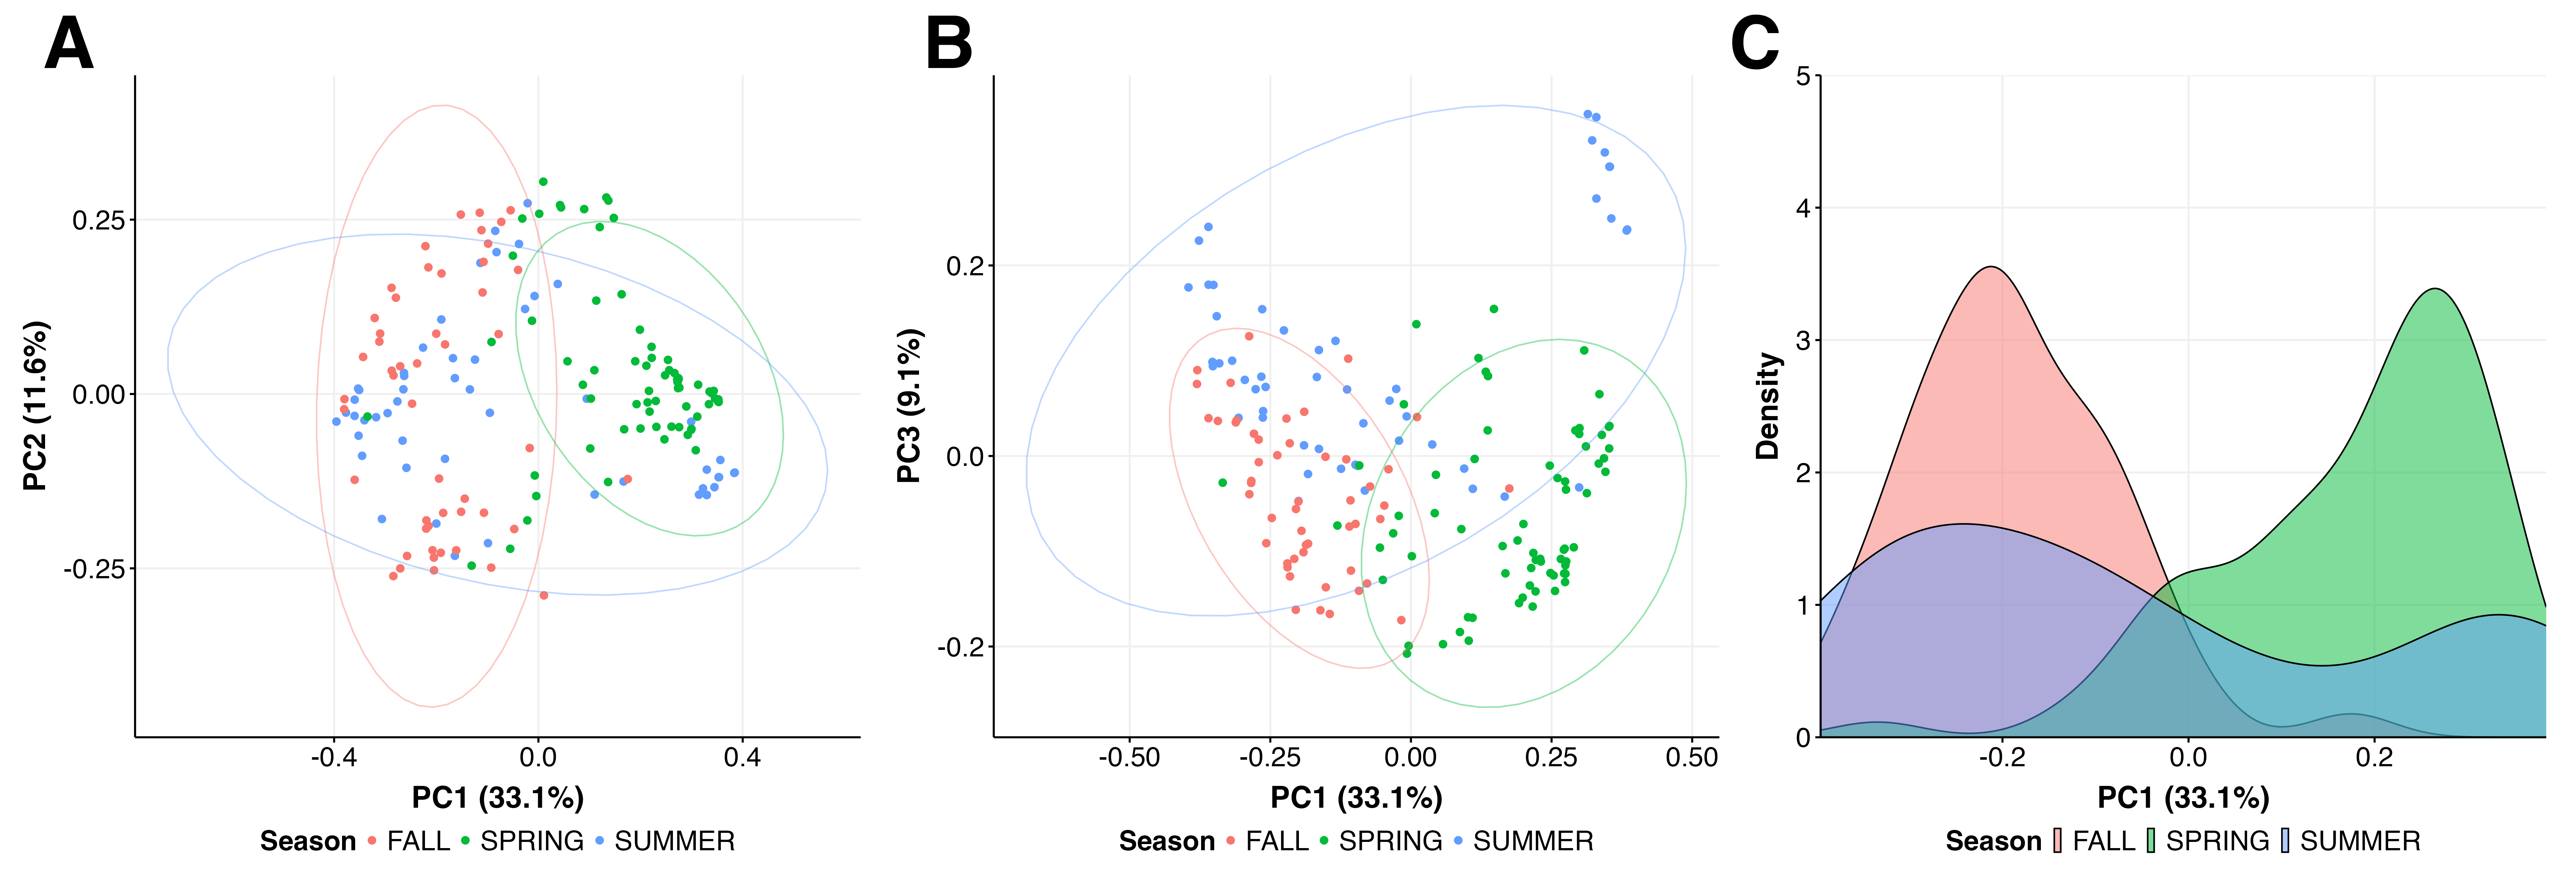 A
PC2 (11.6%)
0.25
0.00
-0.25
-0.4 0.0 0.4
PC1 (33.1%)
Season FALL SPRING SUMMER
B
PC3 (9.1%)
0.2
0.0
-0.2
-0.50 -0.25 0.00 0.25 0.50
PC1 (33.1%)
Season FALL SPRING SUMMER
C
Density
5
4
3
2
1
0
-0.2 0.0 0.2
PC1 (33.1%)
Season FALL SPRING SUMMER